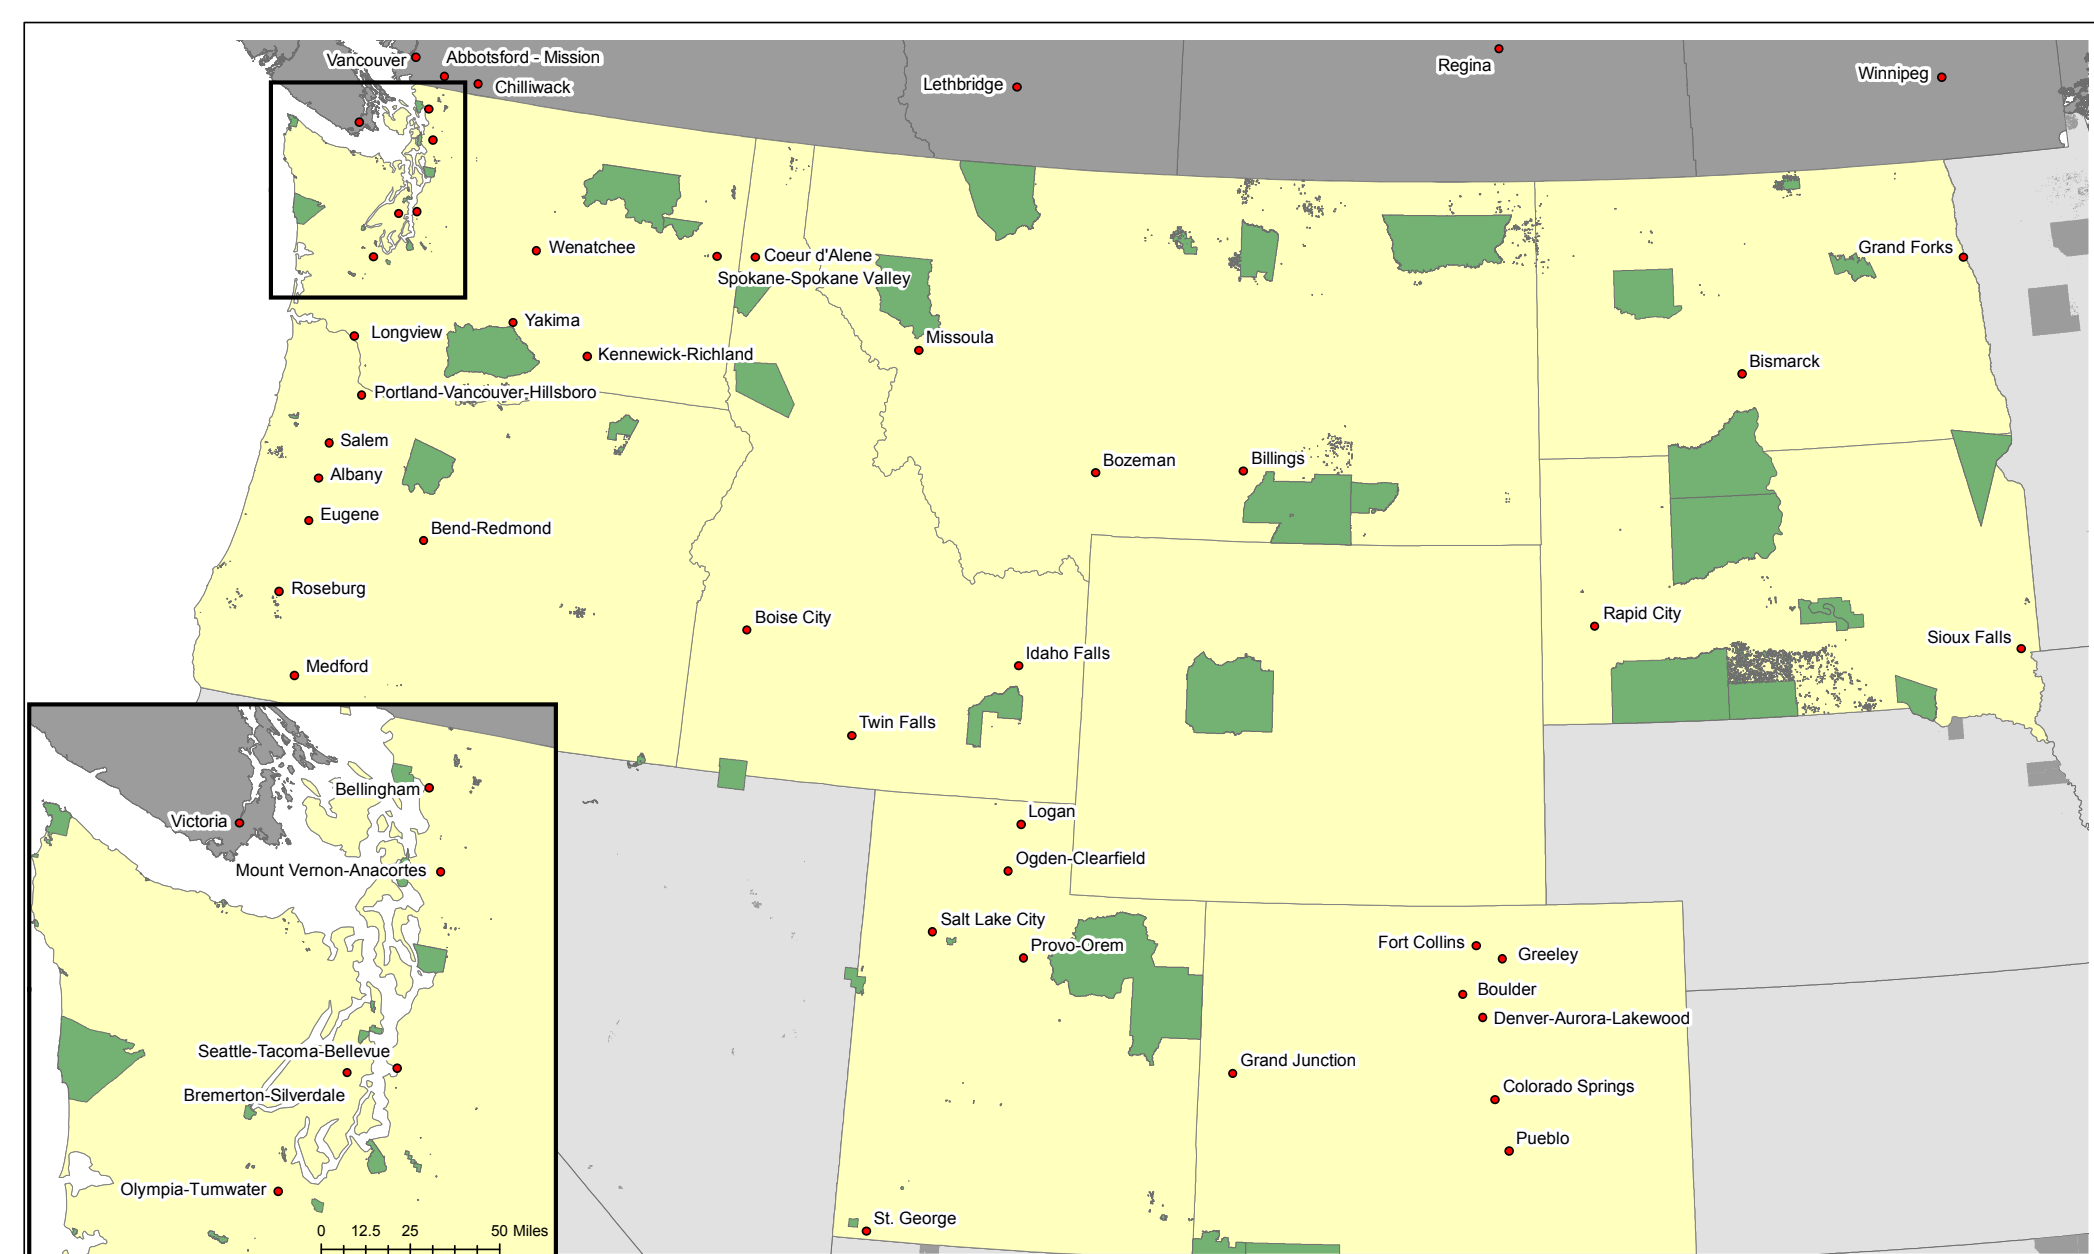 Vancouver
Abbotsford - Mission
Chilliwack
Lethbridge
Regina
Winnipeg
Wenatchee
Coeur d'Alene
Spokane-Spokane Valley
Grand Forks
Longview
Yakima
Kennewick-Richland
Missoula
Bismarck
Portland-Vancouver-Hillsboro
Salem
Albany
Eugene
Bend-Redmond
Bozeman
Billings
Roseburg
Boise City
Rapid City
Sioux Falls
Medford
Idaho Falls
Twin Falls
Bellingham
Victoria
Mount Vernon-Anacortes
Seattle-Tacoma-Bellevue
Bremerton-Silverdale
Olympia-Tumwater
0 12.5 25 50 Miles
Logan
Ogden-Clearfield
Salt Lake City
Provo-Orem
Fort Collins
Greeley
Boulder
Denver-Aurora-Lakewood
Grand Junction
Colorado Springs
Pueblo
St. George